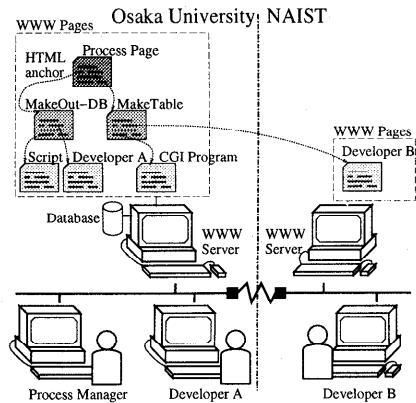 Osaka University NAIST
WWW Pages
Process Page
HTML
anchor
MakeOut-DB MakeTable
Script Developer A CGI Program
WWW Pages
Developer B
Database
WWW
Server
WWW
Server
Process Manager Developer A Developer B